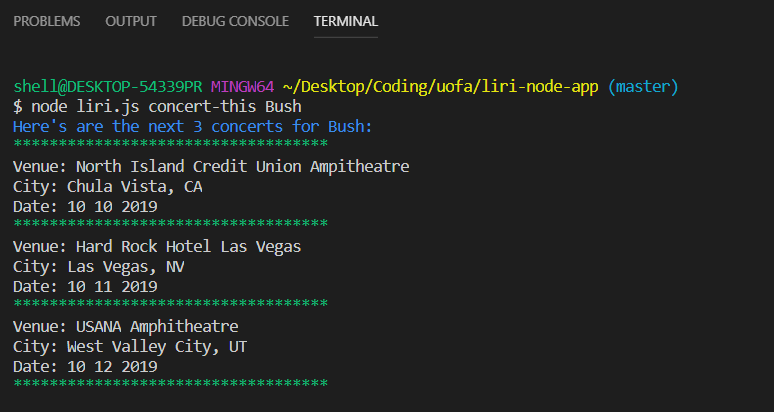 PROBLEMS OUTPUT DEBUG CONSOLE TERMINAL
shell@DESKTOP-54339PR MINGW64 ~/Desktop/Coding/uofa/liri-node-app (master)
$ node liri.js concert-this Bush
Here's are the next 3 concerts for Bush:
***********************************
Venue: North Island Credit Union Ampitheatre
City: Chula Vista, CA
Date: 10 10 2019
***********************************
Venue: Hard Rock Hotel Las Vegas
City: Las Vegas, NV
Date: 10 11 2019
***********************************
Venue: USANA Amphitheatre
City: West Valley City, UT
Date: 10 12 2019
***********************************